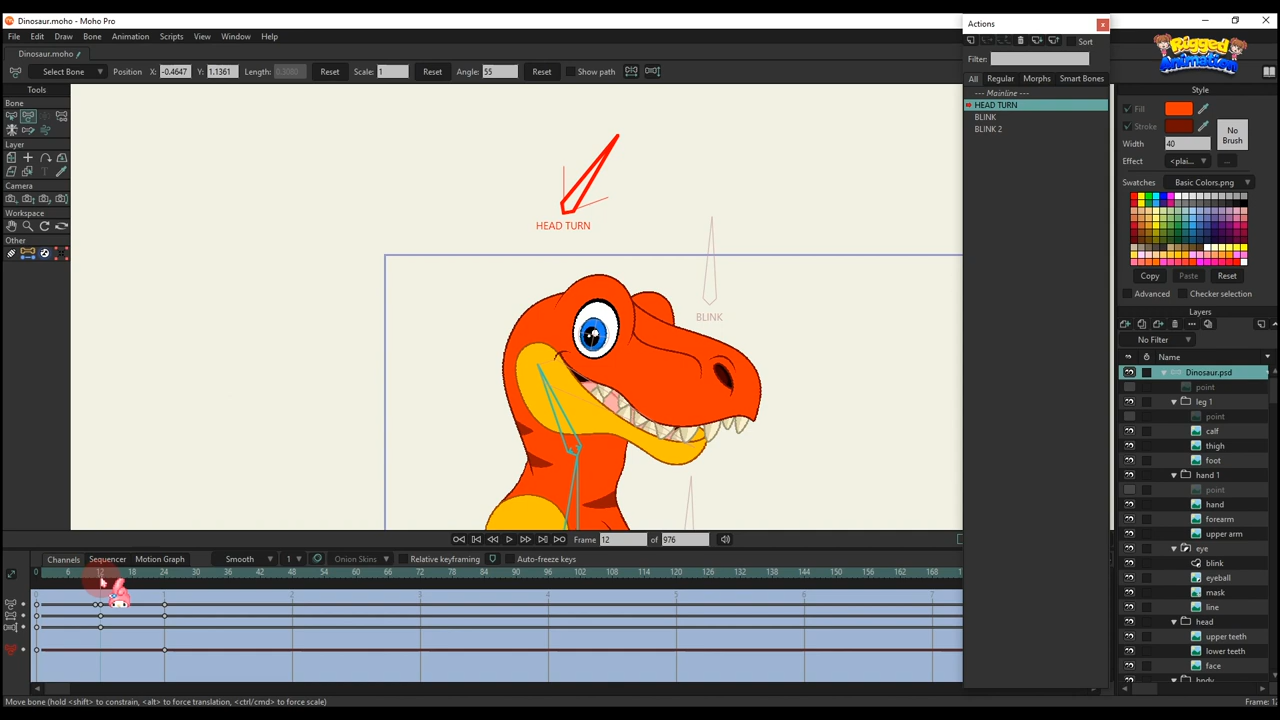 Dinosaur.moho - Moho Pro
File Edit Draw Bone Animation Scripts View Window Help
Dinosaur.moho
Select Bone Position X: -0.4647 Y: 1.1361 Length: 0.3080 Reset Scale: 1 Reset Angle: 55 Reset Show path
Tools
Bone
Layer
Camera
Workspace
Other
HEAD TURN
BLINK
Actions
Sort
Filter:
All Regular Morphs Smart Bones
--- Mainline ---
HEAD TURN
BLINK
BLINK 2
Rigged
Animation
Style
Fill
Stroke
No
Brush
Width 40
Effect <plai... ...
Swatches Basic Colors.png
Copy Paste Reset
Advanced Checker selection
Layers
No Filter
Name
Dinosaur.psd
point
leg 1
point
calf
thigh
foot
hand 1
point
hand
forearm
upper arm
eye
blink
eyeball
mask
line
head
upper teeth
lower teeth
face
body
Frame 12 of 976
Channels Sequencer Motion Graph Smooth 1 Onion Skins Relative keyframing Auto-freeze keys
0 6 12 18 24 30 36 42 48 54 60 66 72 78 84 90 96 102 108 114 120 126 132 138 144 150 156 162 168
1 2 3 4 5 6 7
Move bone (hold <shift> to constrain, <alt> to force translation, <ctrl/cmd> to force scale)